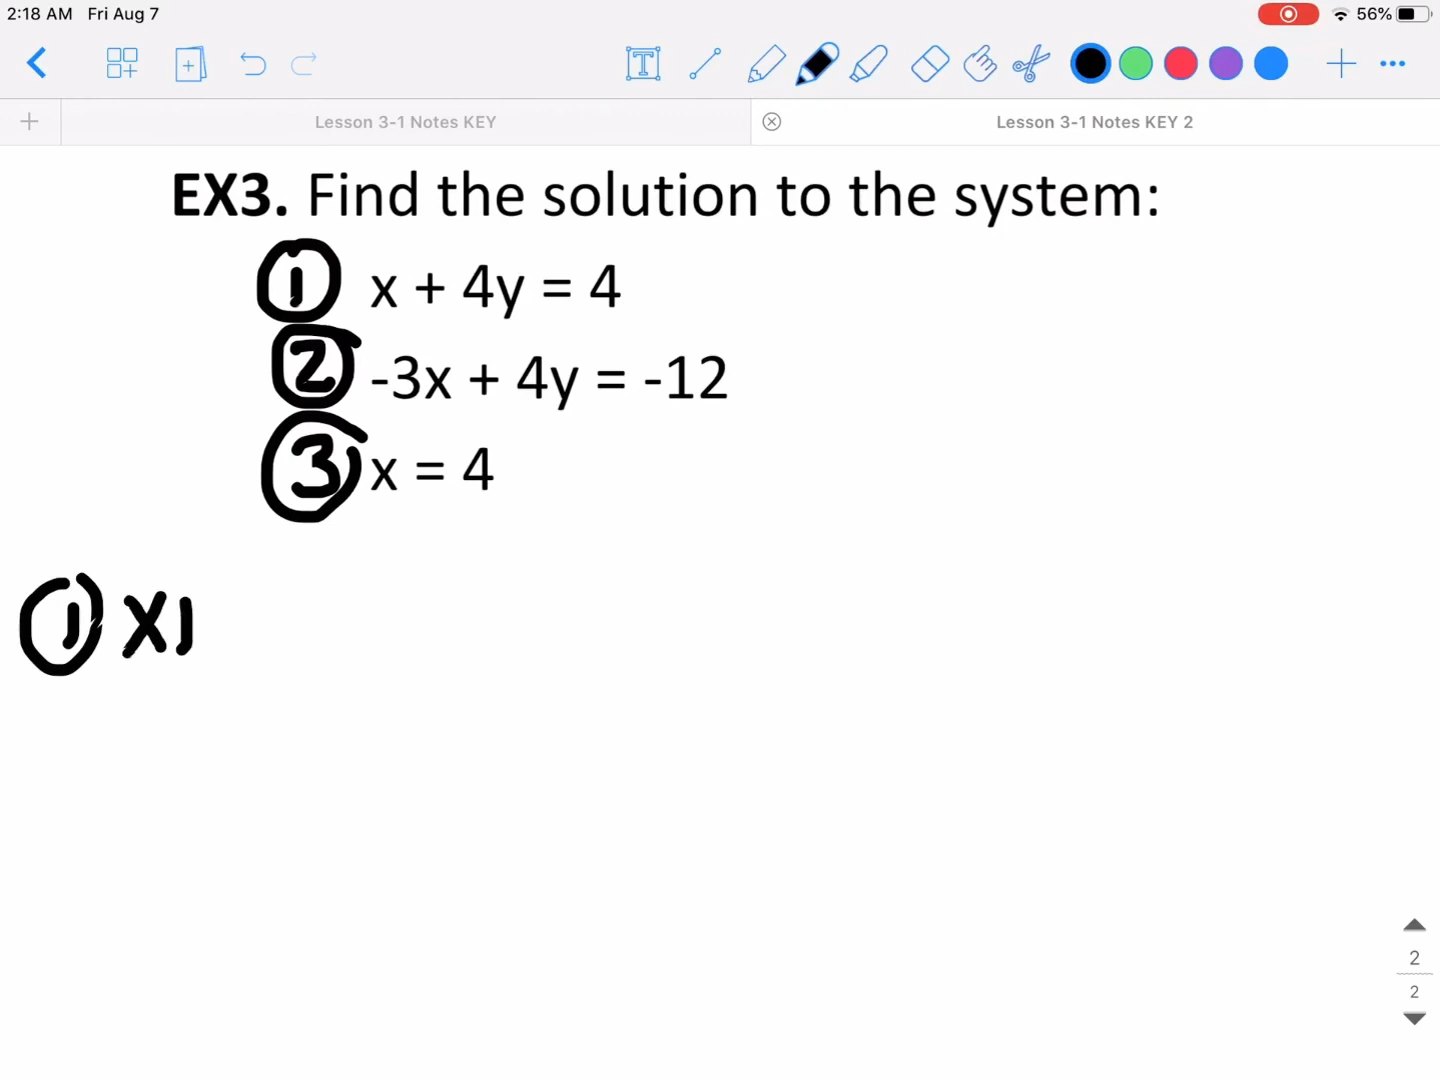 2:18 AM Fri Aug 7 56%
Lesson 3-1 Notes KEY Lesson 3-1 Notes KEY 2
EX3. Find the solution to the system:
1 x + 4y = 4
2 -3x + 4y = -12
3 x = 4
1 X1
2
2